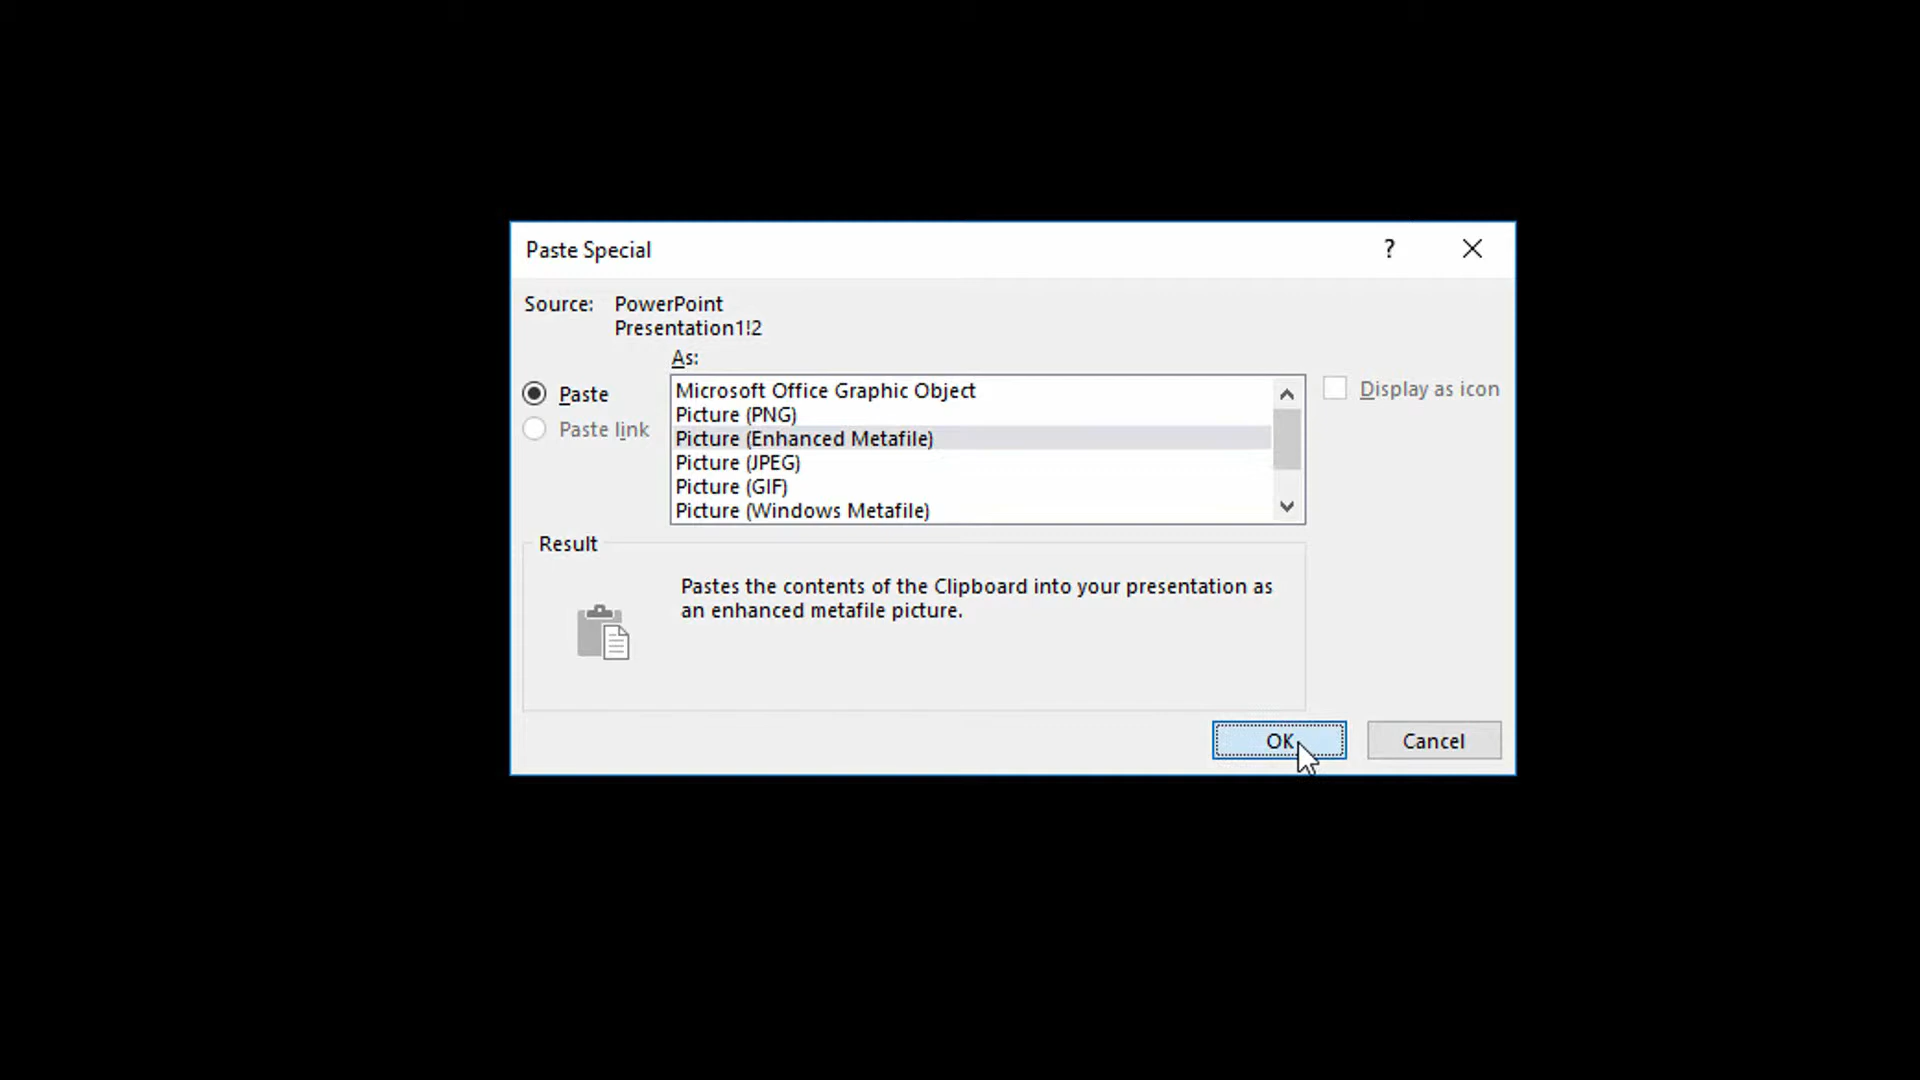 Paste Special
?
Source: PowerPoint
Presentation1!2
As:
Paste
Paste link
Microsoft Office Graphic Object
Picture (PNG)
Picture (Enhanced Metafile)
Picture (JPEG)
Picture (GIF)
Picture (Windows Metafile)
Display as icon
Result
Pastes the contents of the Clipboard into your presentation as
an enhanced metafile picture.
OK
Cancel